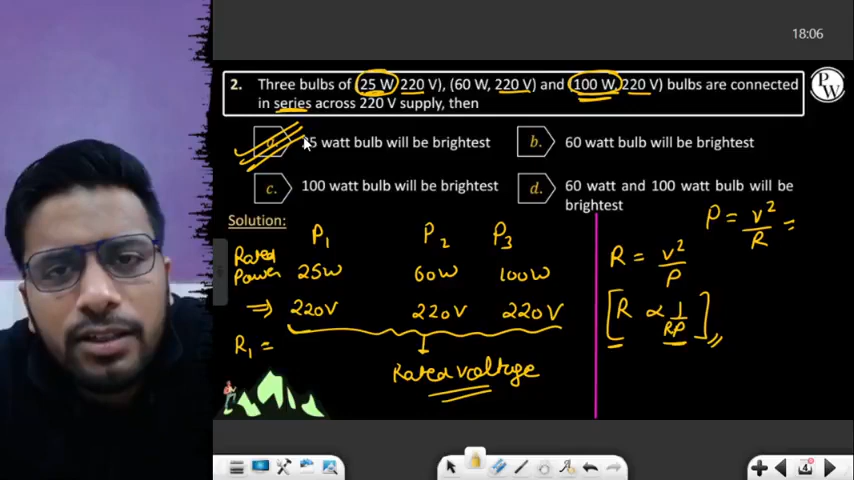 18:06
2. Three bulbs of (25 W, 220 V), (60 W, 220 V) and (100 W, 220 V) bulbs are connected
in series across 220 V supply, then
PW
a. 25 watt bulb will be brightest
b. 60 watt bulb will be brightest
c. 100 watt bulb will be brightest
d. 60 watt and 100 watt bulb will be
brightest
Solution:
P1 P2 P3
Rated
Power 25W 60W 100W
⇒ 220V 220V 220V
R1 =
Rated voltage
P = v²/R =
R = v²/P
[R ∝ 1/RP]
4